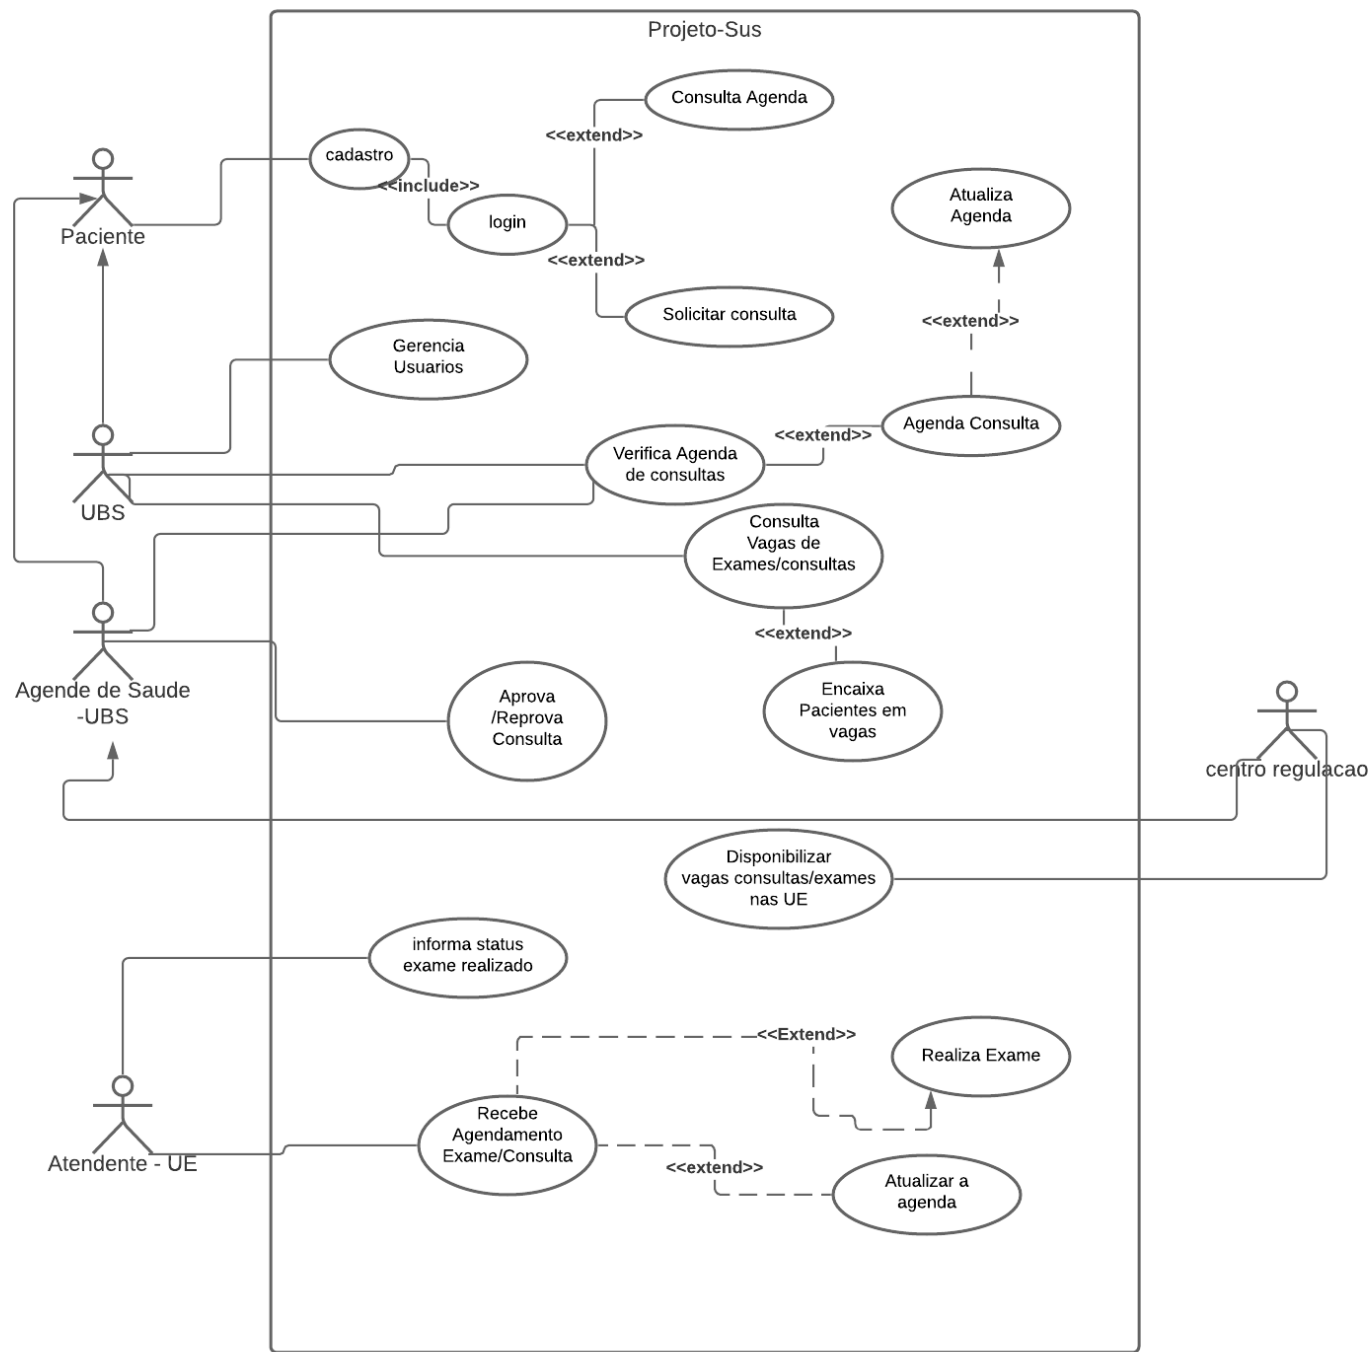 Projeto-Sus
Consulta Agenda
<<extend>>
cadastro
<<include>>
login
<<extend>>
Solicitar consulta
Atualiza
Agenda
<<extend>>
Paciente
Gerencia
Usuarios
Agenda Consulta
<<extend>>
Verifica Agenda
de consultas
UBS
Consulta
Vagas de
Exames/consultas
<<extend>>
Encaixa
Pacientes em
vagas
Agende de Saude
-UBS
Aprova
/Reprova
Consulta
centro regulacao
Disponibilizar
vagas consultas/exames
nas UE
informa status
exame realizado
<<Extend>>
Realiza Exame
Recebe
Agendamento
Exame/Consulta
Atendente - UE
<<extend>>
Atualizar a
agenda